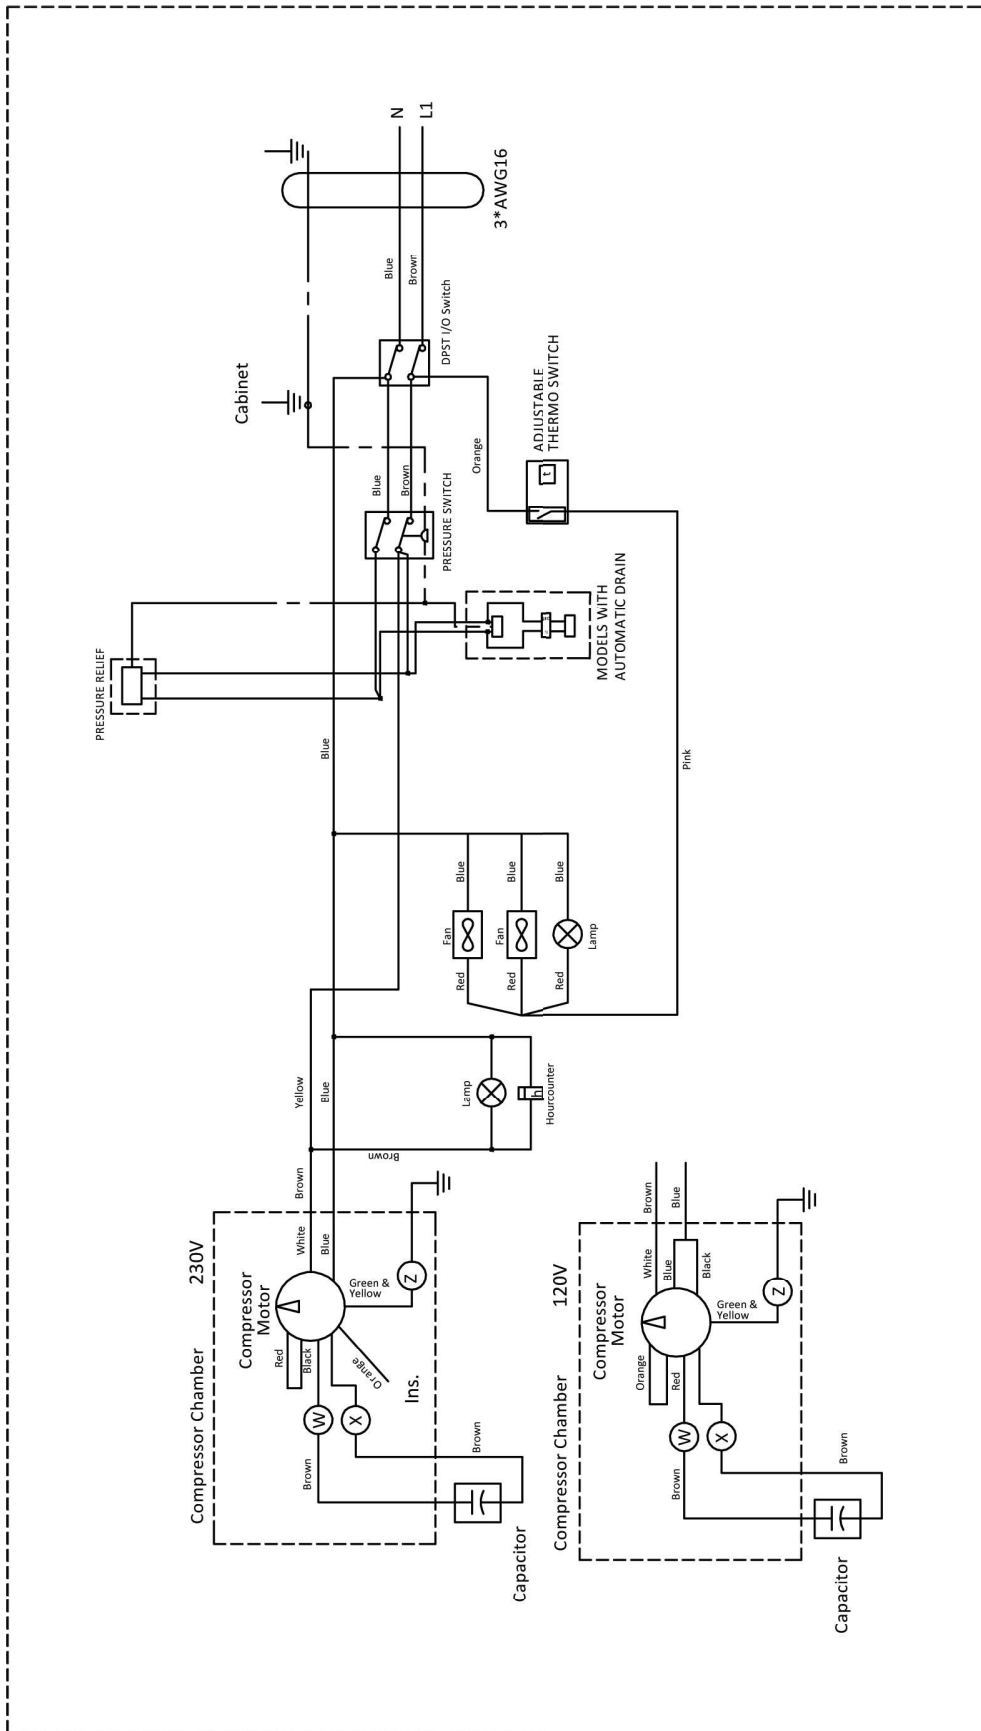 230V
Compressor Chamber
Compressor
Motor
Red
Black
Orange
Ins.
W
X
Z
Green &
Yellow
White
Blue
Brown
Brown
Brown
Capacitor
Yellow
Blue
Brown
Lamp
h
Hourcounter
Fan
Red
Blue
Fan
Red
Blue
Lamp
Red
Blue
Blue
PRESSURE RELIEF
MODELS WITH
AUTOMATIC DRAIN
Pink
PRESSURE SWITCH
Blue
Brown
Cabinet
Orange
ADJUSTABLE
THERMO SWITCH
t
DPST I/O Switch
Blue
Brown
3*AWG16
N
L1
120V
Compressor Chamber
Compressor
Motor
Orange
Red
W
X
Z
Green &
Yellow
White
Blue
Black
Brown
Blue
Brown
Brown
Capacitor